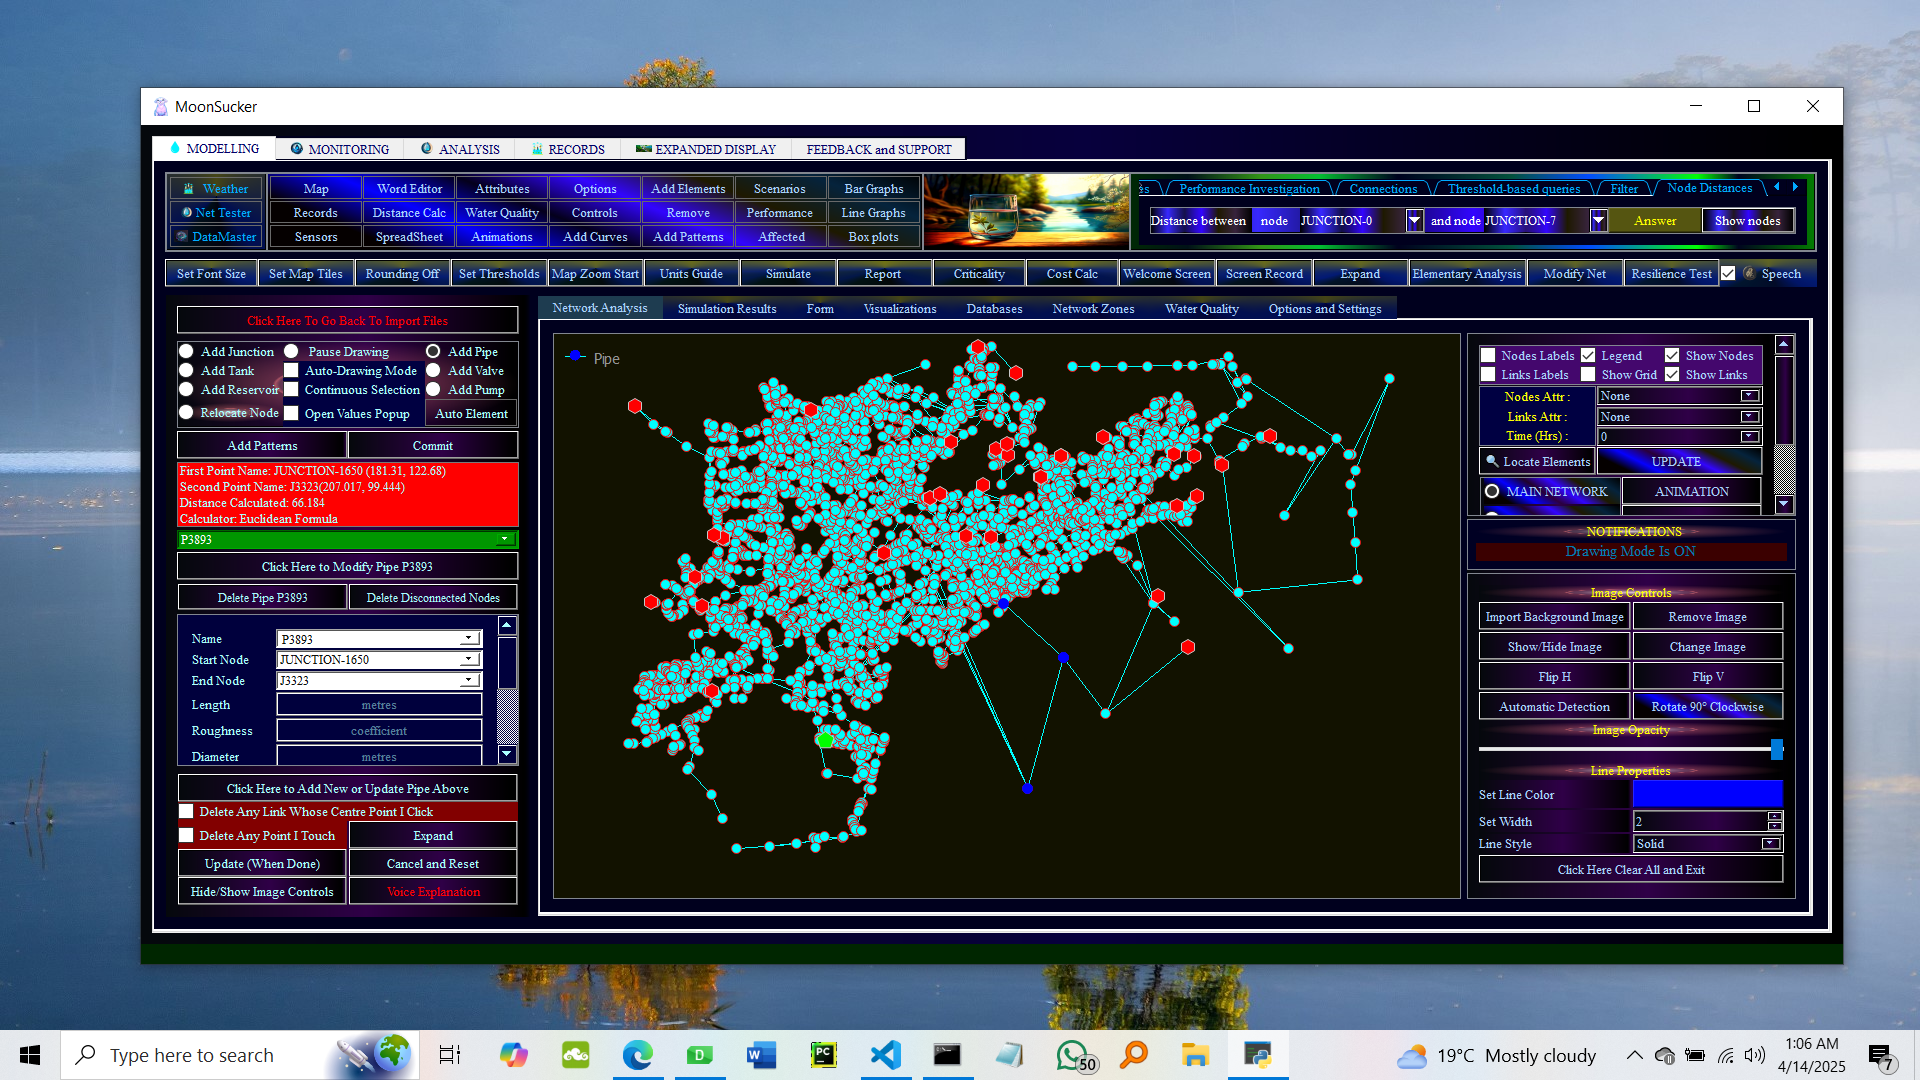 MoonSucker
MODELLING MONITORING ANALYSIS RECORDS EXPANDED DISPLAY FEEDBACK and SUPPORT
Weather Map Word Editor Attributes Options Add Elements Scenarios Bar Graphs
Net Tester Records Distance Calc Water Quality Controls Remove Performance Line Graphs
DataMaster Sensors SpreadSheet Animations Add Curves Add Patterns Affected Box plots
Performance Investigation Connections Threshold-based queries Filter Node Distances
Distance between node JUNCTION-0 and node JUNCTION-7 Answer Show nodes
Set Font Size Set Map Tiles Rounding Off Set Thresholds Map Zoom Start Units Guide Simulate Report Criticality Cost Calc Welcome Screen Screen Record Expand Elementary Analysis Modify Net Resilience Test Speech
Click Here To Go Back To Import Files
Add Junction Pause Drawing Add Pipe
Add Tank Auto-Drawing Mode Add Valve
Add Reservoir Continuous Selection Add Pump
Relocate Node Open Values Popup Auto Element
Add Patterns Commit
First Point Name: JUNCTION-1650 (181.31, 122.68)
Second Point Name: J3323(207.017, 99.444)
Distance Calculated: 66.184
Calculator: Euclidean Formula
P3893
Click Here to Modify Pipe P3893
Delete Pipe P3893 Delete Disconnected Nodes
Name P3893
Start Node JUNCTION-1650
End Node J3323
Length metres
Roughness coefficient
Diameter metres
Click Here to Add New or Update Pipe Above
Delete Any Link Whose Centre Point I Click
Delete Any Point I Touch Expand
Update (When Done) Cancel and Reset
Hide/Show Image Controls Voice Explanation
Network Analysis Simulation Results Form Visualizations Databases Network Zones Water Quality Options and Settings
Pipe
Nodes Labels Legend Show Nodes
Links Labels Show Grid Show Links
Nodes Attr : None
Links Attr : None
Time (Hrs) : 0
Locate Elements UPDATE
MAIN NETWORK ANIMATION
NOTIFICATIONS
Drawing Mode Is ON
Image Controls
Import Background Image Remove Image
Show/Hide Image Change Image
Flip H Flip V
Automatic Detection Rotate 90° Clockwise
Image Opacity
Line Properties
Set Line Color
Set Width 2
Line Style Solid
Click Here Clear All and Exit
Type here to search
50
19°C Mostly cloudy
1:06 AM
4/14/2025
7